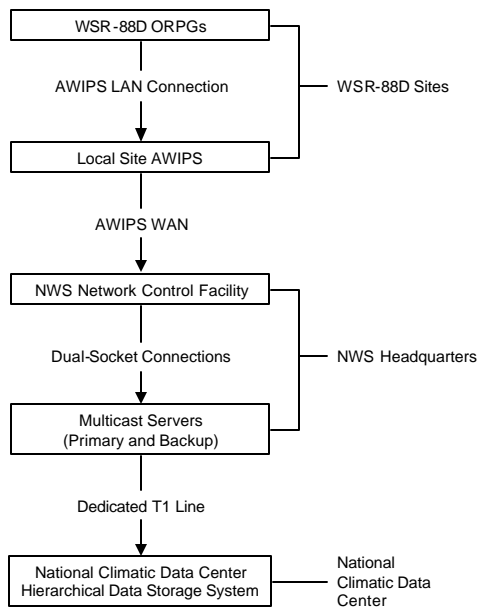 WSR-88D ORPGs
AWIPS LAN Connection
WSR-88D Sites
Local Site AWIPS
AWIPS WAN
NWS Network Control Facility
Dual-Socket Connections
NWS Headquarters
Multicast Servers
(Primary and Backup)
Dedicated T1 Line
National Climatic Data Center
Hierarchical Data Storage System
National
Climatic Data
Center